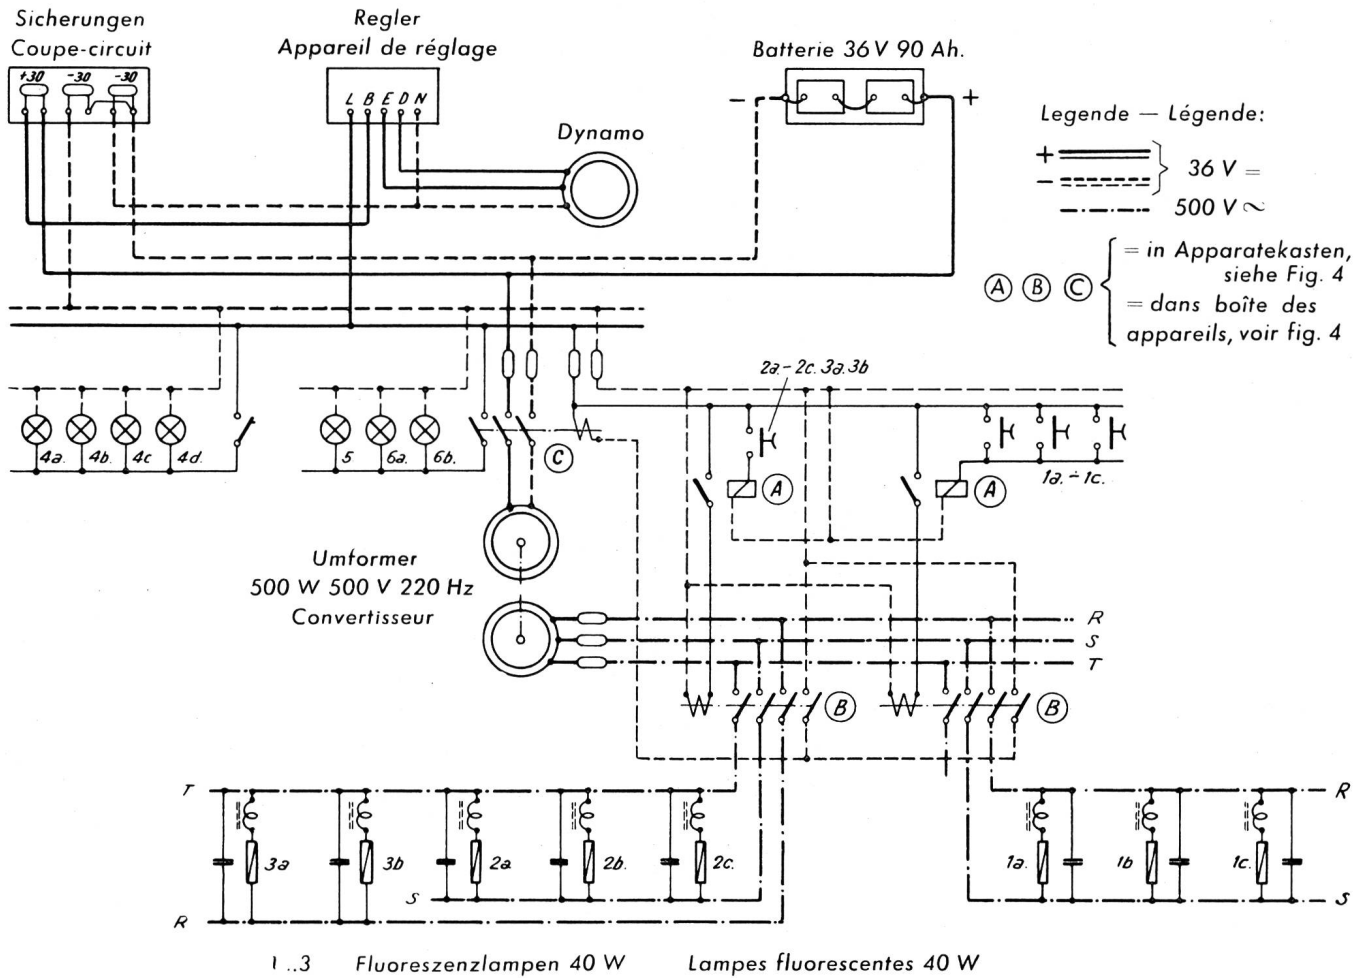 Sicherungen
Coupe-circuit
+30 -30 -30
Regler
Appareil de réglage
L B E D N
Dynamo
Batterie 36 V 90 Ah.
- +
Legende — Légende:
+
-
36 V =
500 V ~
A B C
= in Apparatekasten,
siehe Fig. 4
= dans boîte des
appareils, voir fig. 4
2a.-2c. 3a. 3b
4a. 4b. 4c 4d.
5 6a. 6b.
C
A
A
1a.÷1c.
Umformer
500 W 500 V 220 Hz
Convertisseur
R
S
T
B
B
T
R
3a 3b 2a. 2b. 2c.
1a. 1b 1c.
S
S
R
1..3 Fluoreszenzlampen 40 W Lampes fluorescentes 40 W